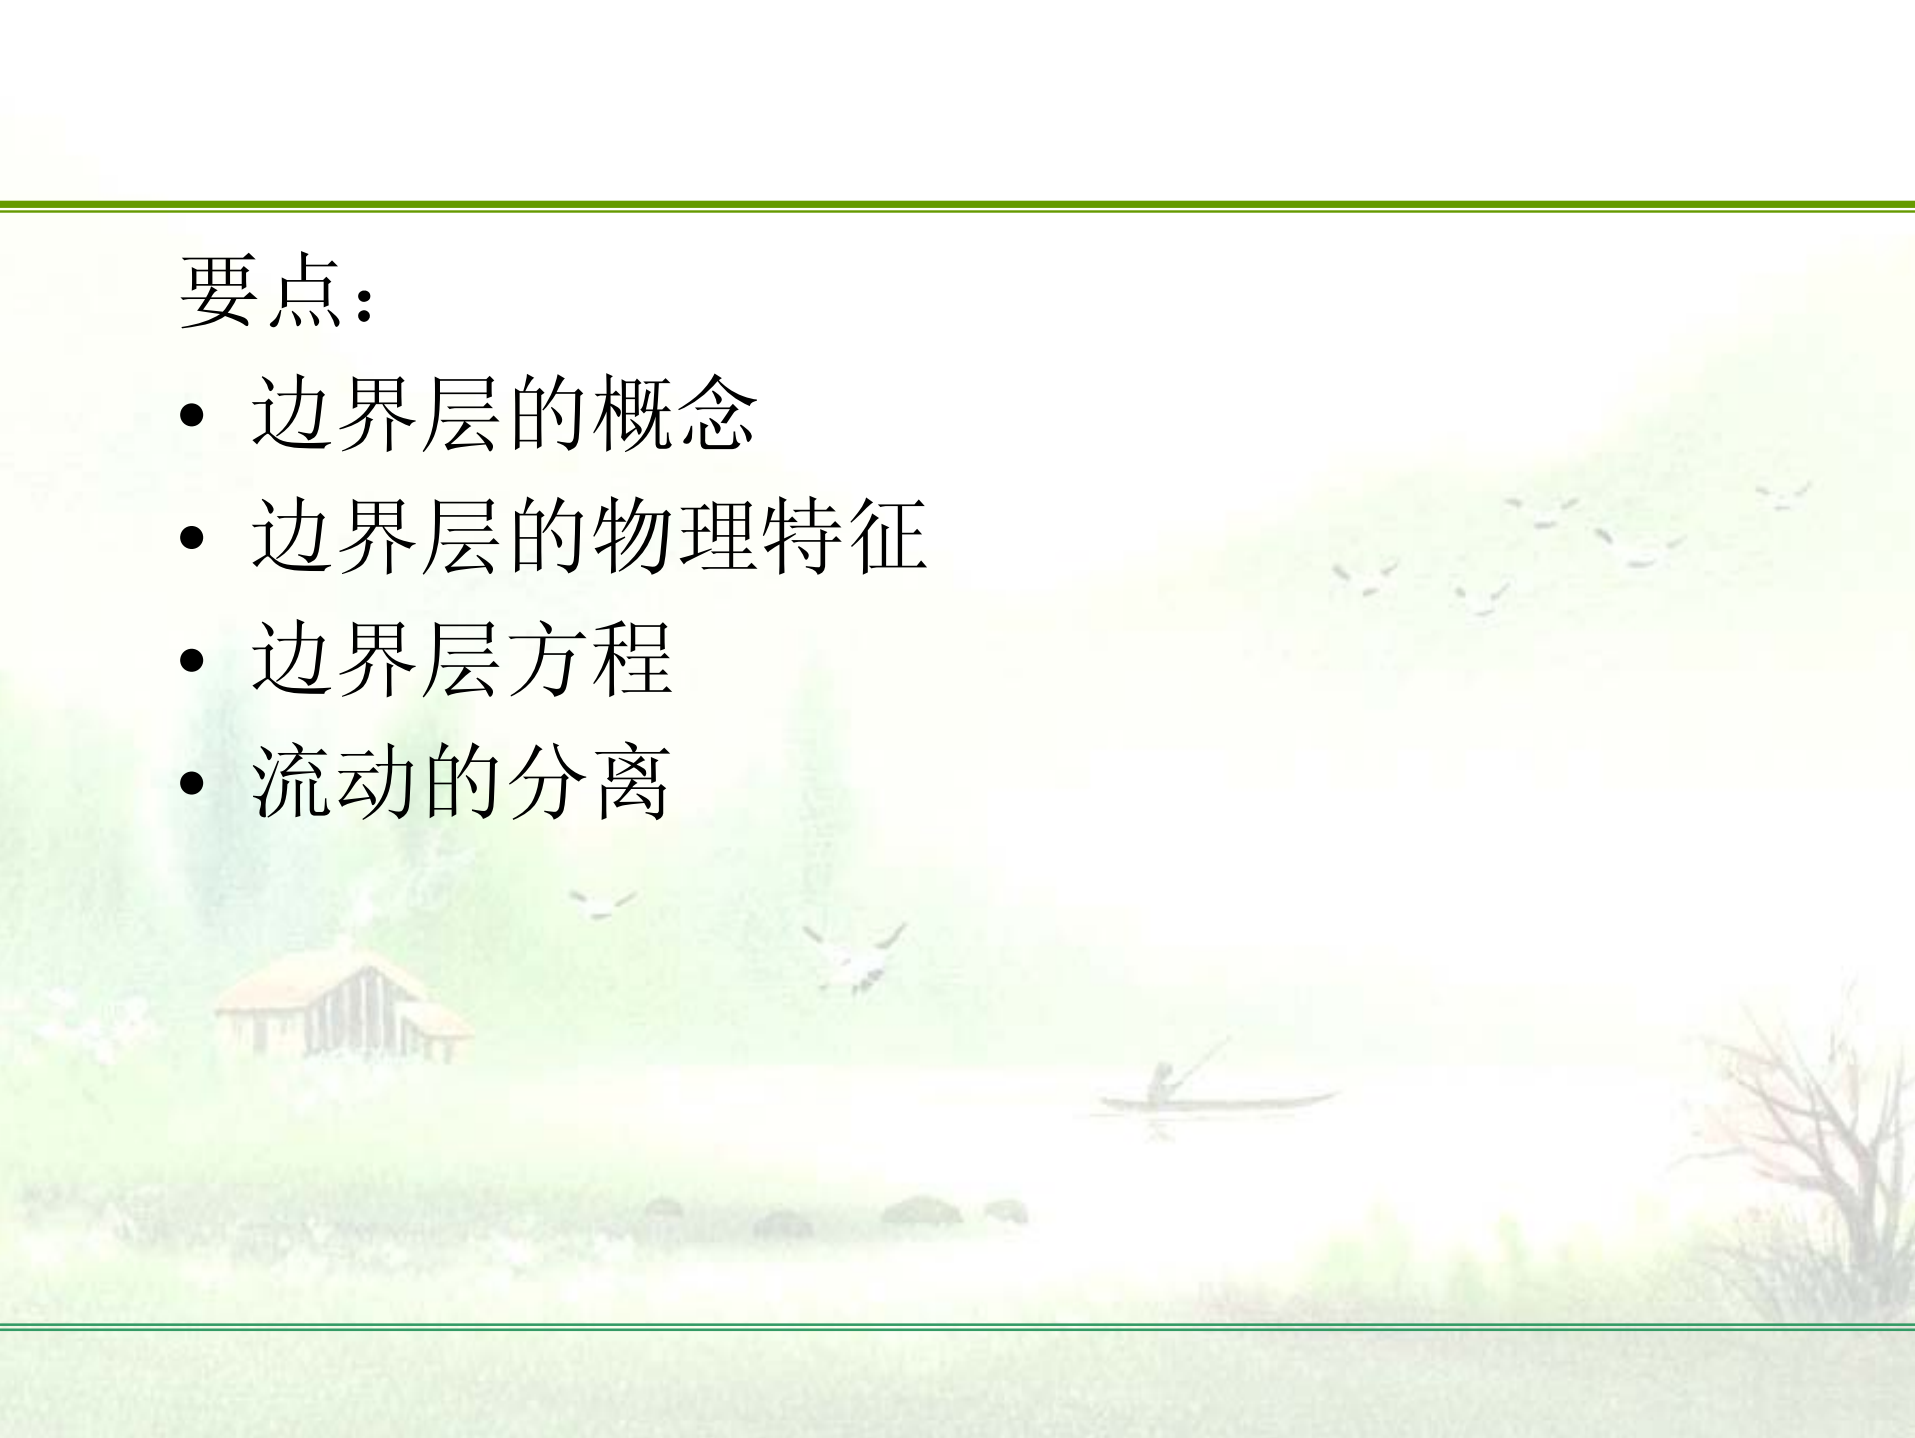 要点：
• 边界层的概念
• 边界层的物理特征
• 边界层方程
• 流动的分离